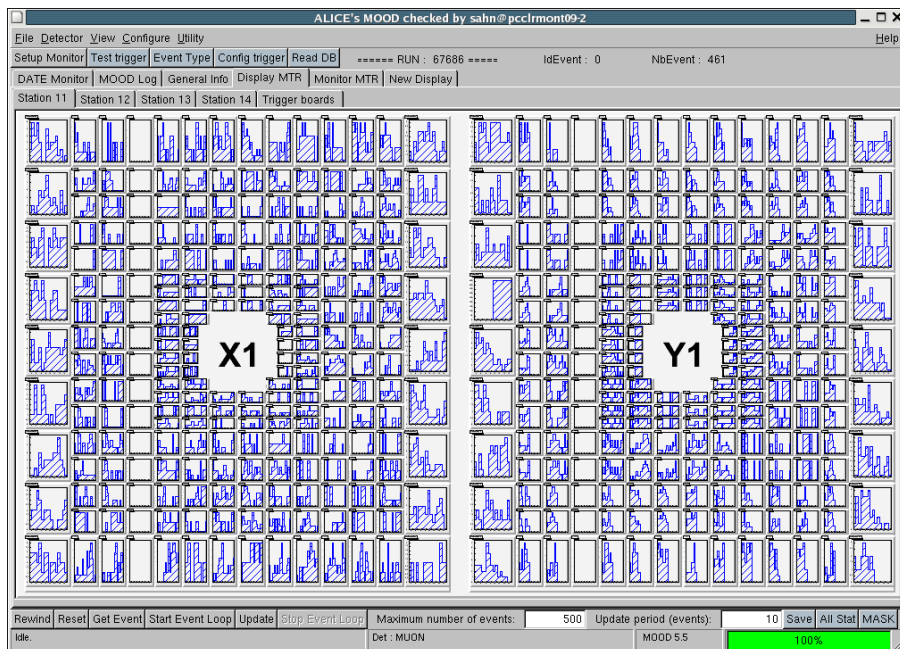 ALICE's MOOD checked by sahn@pcclrmont09-2
File Detector View Configure Utility Help
Setup Monitor Test trigger Event Type Config trigger Read DB ====== RUN : 67686 ===== IdEvent : 0 NbEvent : 461
DATE Monitor MOOD Log General Info Display MTR Monitor MTR New Display
Station 11 Station 12 Station 13 Station 14 Trigger boards
X1 Y1
Rewind Reset Get Event Start Event Loop Update Stop Event Loop Maximum number of events: 500 Update period (events): 10 Save All Stat MASK
Idle. Det : MUON MOOD 5.5 100%